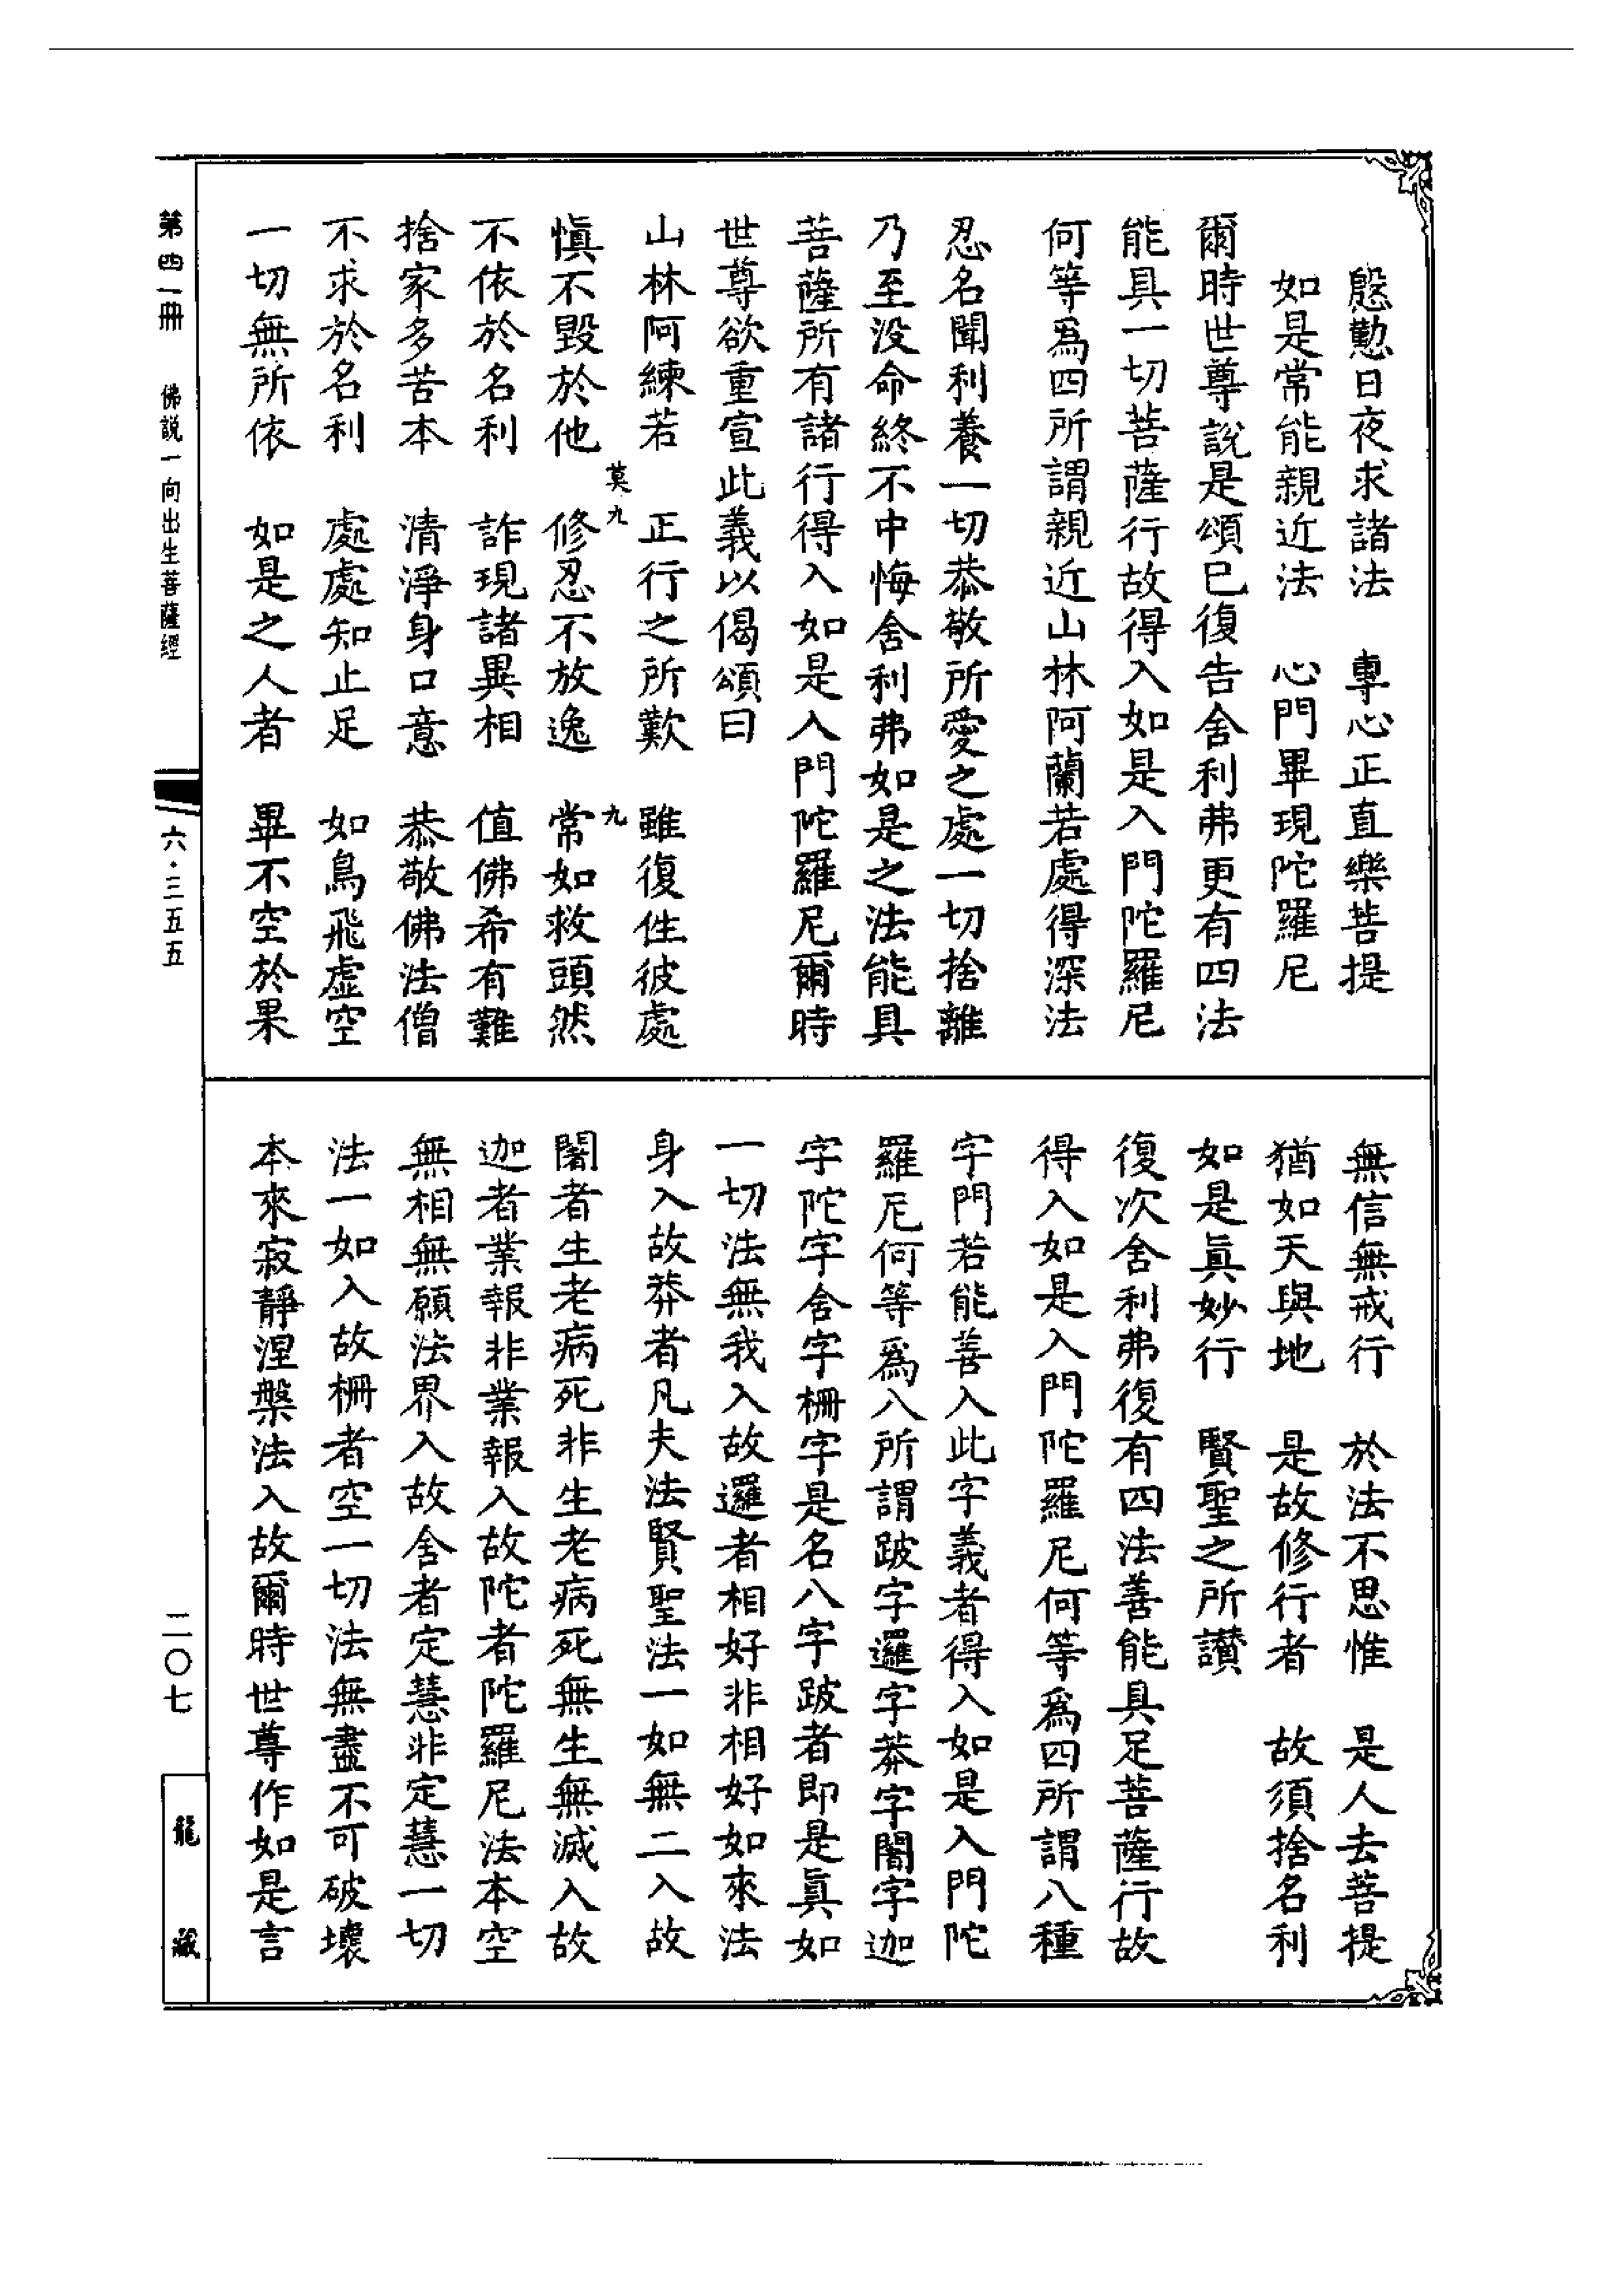 慇懃日夜求諸法　專心正直樂菩提
如是常能親近法　心門畢現陀羅尼
爾時世尊說是頌已復告舍利弗更有四法
能具一切菩薩行故得入如是入門陀羅尼
何等爲四所謂親近山林阿蘭若處得深法
忍名聞利養一切恭敬所愛之處一切捨離
乃至没命終不中悔舍利弗如是之法能具
菩薩所有諸行得入如是入門陀羅尼爾時
世尊欲重宣此義以偈頌曰
山林阿練若　正行之所歎　雖復住彼處
莫九　九
慎不毀於他　修忍不放逸　常如救頭然
不依於名利　詐現諸異相　值佛希有難
捨家多苦本　清淨身口意　恭敬佛法僧
不求於名利　處處知止足　如鳥飛虚空
一切無所依　如是之人者　畢不空於果
無信無戒行　於法不思惟　是人去菩提
猶如天與地　是故修行者　故須捨名利
如是眞妙行　賢聖之所讃
復次舍利弗復有四法善能具足菩薩行故
得入如是入門陀羅尼何等爲四所謂八種
字門若能善入此字義者得入如是入門陀
羅尼何等爲八所謂跛字邏字莽字闍字迦
字陀字舍字柵字是名八字跛者即是眞如
一切法無我入故邏者相好非相好如來法
身入故莽者凡夫法賢聖法一如無二入故
闍者生老病死非生老病死無生無滅入故
迦者業報非業報入故陀者陀羅尼法本空
無相無願法界入故舍者定慧非定慧一切
法一如入故柵者空一切法無盡不可破壞
本來寂靜涅槃法入故爾時世尊作如是言
第四一冊　佛說一向出生菩薩經　六·三五五　二〇七
龍藏